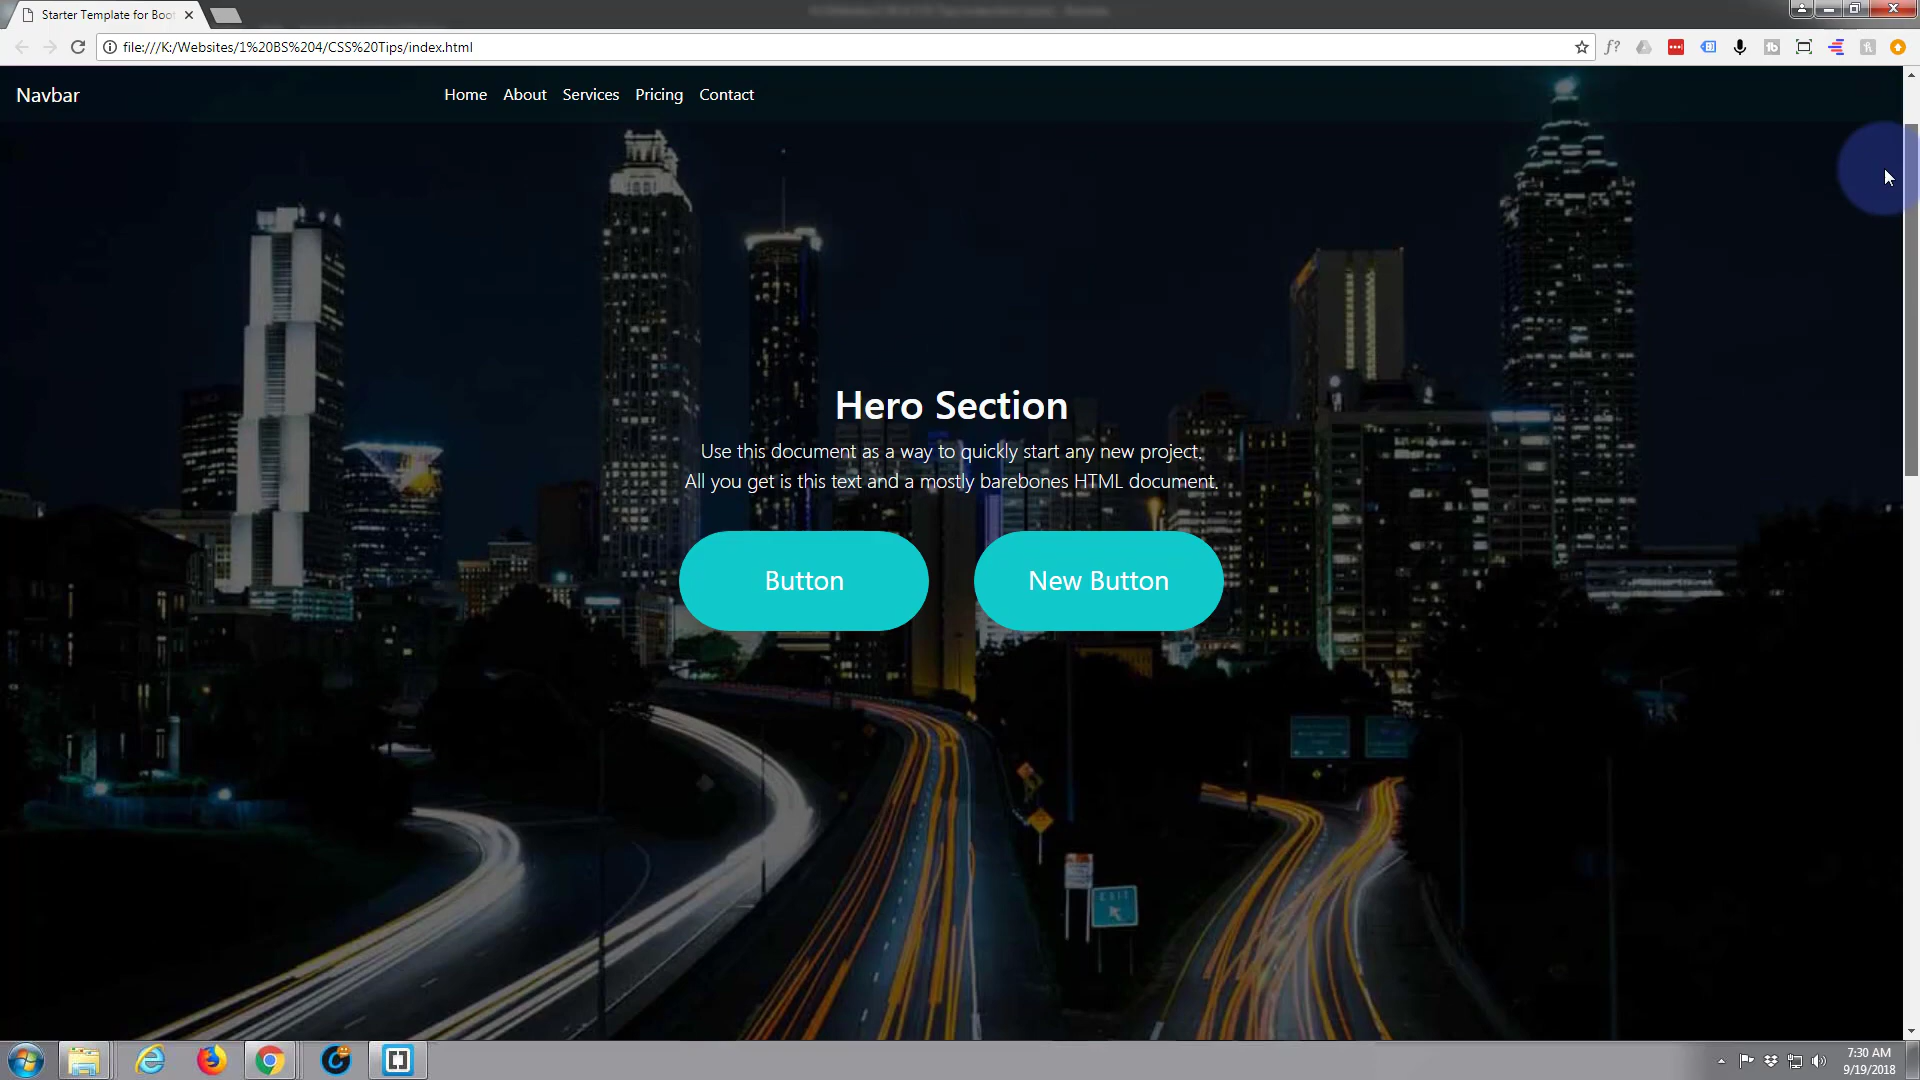 Starter Template for Boot
file:///K:/Websites/1%20BS%204/CSS%20Tips/index.html
f?
Navbar
Home
About
Services
Pricing
Contact
Hero Section
Use this document as a way to quickly start any new project.
All you get is this text and a mostly barebones HTML document.
Button
New Button
EXIT
7:30 AM
9/19/2018